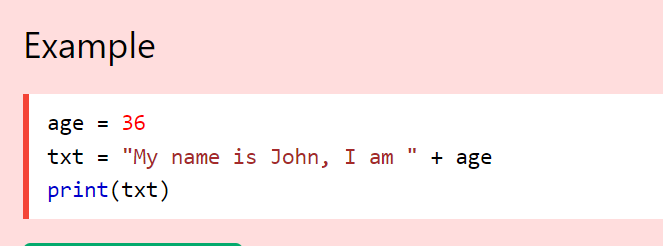 Example
age = 36
txt = "My name is John, I am " + age
print(txt)